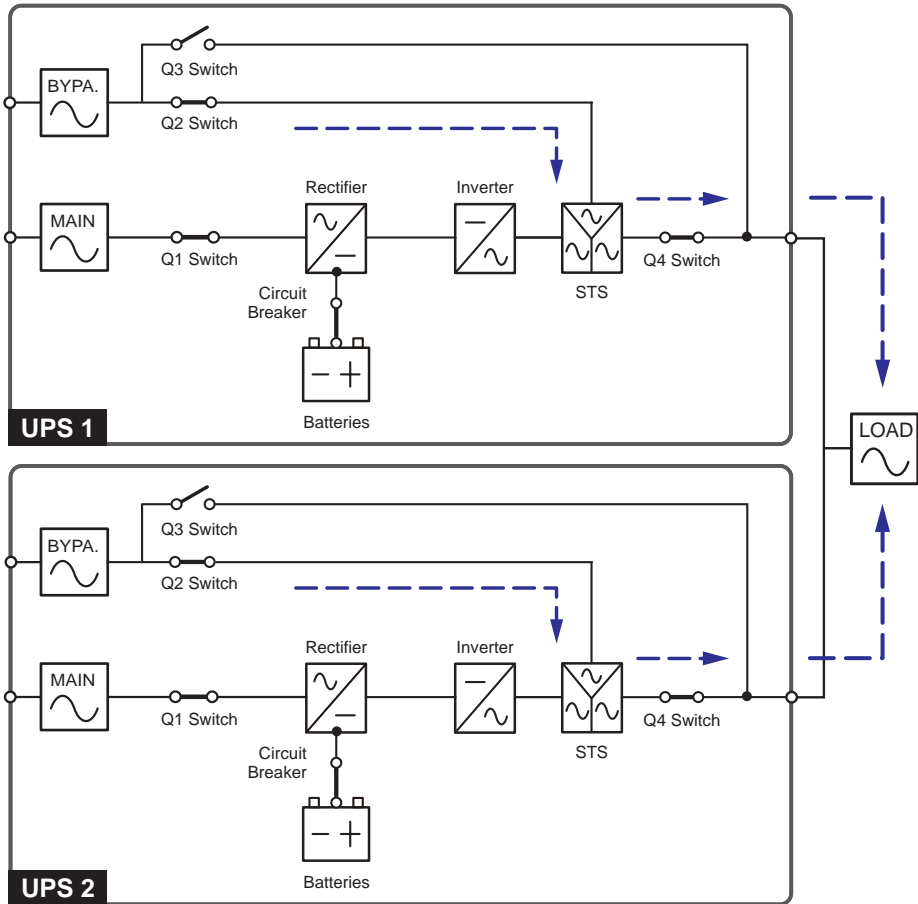 Q3 Switch
BYPA.
Q2 Switch
Rectifier
Inverter
MAIN
Q1 Switch
STS
Q4 Switch
Circuit
Breaker
Batteries
UPS 1
LOAD
Q3 Switch
BYPA.
Q2 Switch
Rectifier
Inverter
MAIN
Q1 Switch
STS
Q4 Switch
Circuit
Breaker
Batteries
UPS 2